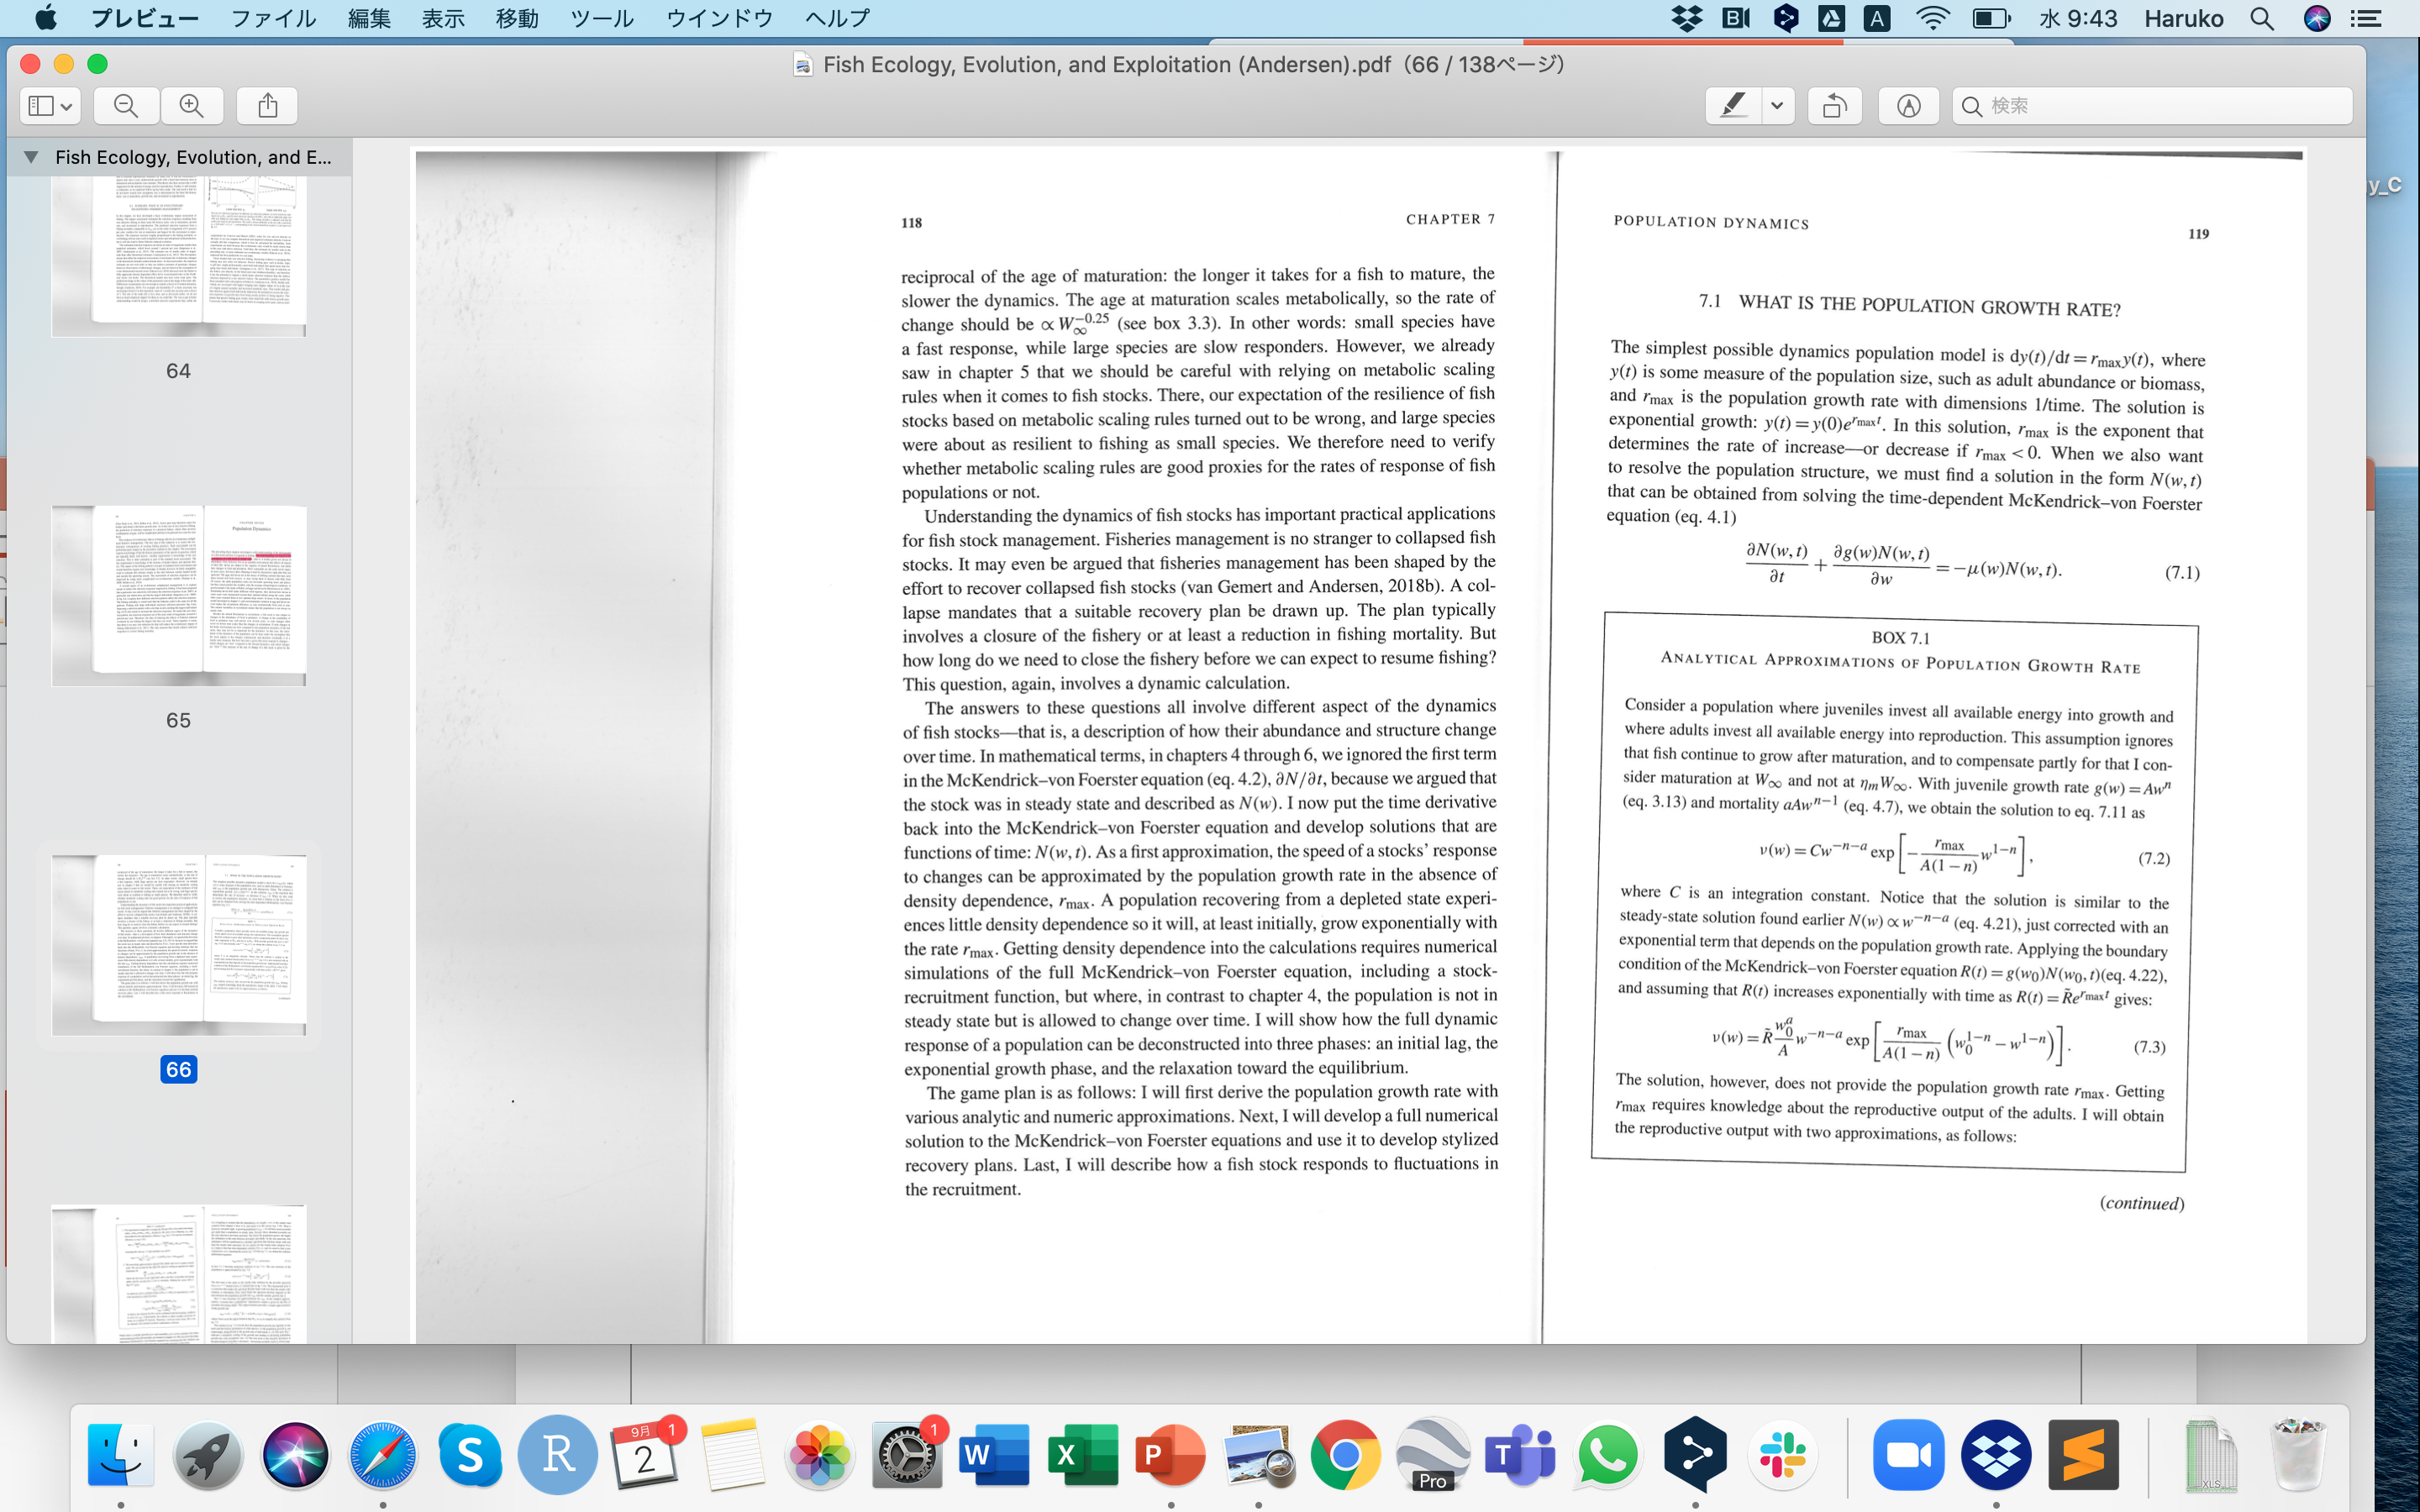 プレビュー ファイル 編集 表示 移動 ツール ウインドウ ヘルプ
A 水 9:43 Haruko
Fish Ecology, Evolution, and Exploitation (Andersen).pdf（66 / 138ページ）
検索
Fish Ecology, Evolution, and E...
64
65
66
y_C
118 CHAPTER 7
reciprocal of the age of maturation: the longer it takes for a fish to mature, the
slower the dynamics. The age at maturation scales metabolically, so the rate of
change should be ∝ W∞^−0.25 (see box 3.3). In other words: small species have
a fast response, while large species are slow responders. However, we already
saw in chapter 5 that we should be careful with relying on metabolic scaling
rules when it comes to fish stocks. There, our expectation of the resilience of fish
stocks based on metabolic scaling rules turned out to be wrong, and large species
were about as resilient to fishing as small species. We therefore need to verify
whether metabolic scaling rules are good proxies for the rates of response of fish
populations or not.
Understanding the dynamics of fish stocks has important practical applications
for fish stock management. Fisheries management is no stranger to collapsed fish
stocks. It may even be argued that fisheries management has been shaped by the
effort to recover collapsed fish stocks (van Gemert and Andersen, 2018b). A col-
lapse mandates that a suitable recovery plan be drawn up. The plan typically
involves a closure of the fishery or at least a reduction in fishing mortality. But
how long do we need to close the fishery before we can expect to resume fishing?
This question, again, involves a dynamic calculation.
The answers to these questions all involve different aspect of the dynamics
of fish stocks—that is, a description of how their abundance and structure change
over time. In mathematical terms, in chapters 4 through 6, we ignored the first term
in the McKendrick–von Foerster equation (eq. 4.2), ∂N/∂t, because we argued that
the stock was in steady state and described as N(w). I now put the time derivative
back into the McKendrick–von Foerster equation and develop solutions that are
functions of time: N(w, t). As a first approximation, the speed of a stocks' response
to changes can be approximated by the population growth rate in the absence of
density dependence, rmax. A population recovering from a depleted state experi-
ences little density dependence so it will, at least initially, grow exponentially with
the rate rmax. Getting density dependence into the calculations requires numerical
simulations of the full McKendrick–von Foerster equation, including a stock-
recruitment function, but where, in contrast to chapter 4, the population is not in
steady state but is allowed to change over time. I will show how the full dynamic
response of a population can be deconstructed into three phases: an initial lag, the
exponential growth phase, and the relaxation toward the equilibrium.
The game plan is as follows: I will first derive the population growth rate with
various analytic and numeric approximations. Next, I will develop a full numerical
solution to the McKendrick–von Foerster equations and use it to develop stylized
recovery plans. Last, I will describe how a fish stock responds to fluctuations in
the recruitment.
POPULATION DYNAMICS 119
7.1 WHAT IS THE POPULATION GROWTH RATE?
The simplest possible dynamics population model is dy(t)/dt = rmax y(t), where
y(t) is some measure of the population size, such as adult abundance or biomass,
and rmax is the population growth rate with dimensions 1/time. The solution is
exponential growth: y(t) = y(0)e^rmax t. In this solution, rmax is the exponent that
determines the rate of increase—or decrease if rmax < 0. When we also want
to resolve the population structure, we must find a solution in the form N(w, t)
that can be obtained from solving the time-dependent McKendrick–von Foerster
equation (eq. 4.1)
∂N(w, t)/∂t + ∂g(w)N(w, t)/∂w = −μ(w)N(w, t). (7.1)
BOX 7.1
ANALYTICAL APPROXIMATIONS OF POPULATION GROWTH RATE
Consider a population where juveniles invest all available energy into growth and
where adults invest all available energy into reproduction. This assumption ignores
that fish continue to grow after maturation, and to compensate partly for that I con-
sider maturation at W∞ and not at ηm W∞. With juvenile growth rate g(w) = Aw^n
(eq. 3.13) and mortality aAw^n−1 (eq. 4.7), we obtain the solution to eq. 7.11 as
ν(w) = Cw^−n−a exp[−rmax/A(1 − n) w^1−n], (7.2)
where C is an integration constant. Notice that the solution is similar to the
steady-state solution found earlier N(w) ∝ w^−n−a (eq. 4.21), just corrected with an
exponential term that depends on the population growth rate. Applying the boundary
condition of the McKendrick–von Foerster equation R(t) = g(w0)N(w0, t)(eq. 4.22),
and assuming that R(t) increases exponentially with time as R(t) = R̃e^rmax t gives:
ν(w) = R̃ w0^a/A w^−n−a exp[rmax/A(1 − n) (w0^1−n − w^1−n)]. (7.3)
The solution, however, does not provide the population growth rate rmax. Getting
rmax requires knowledge about the reproductive output of the adults. I will obtain
the reproductive output with two approximations, as follows:
(continued)
S R 9月 2 1 1 W X P Pro T S
XLS